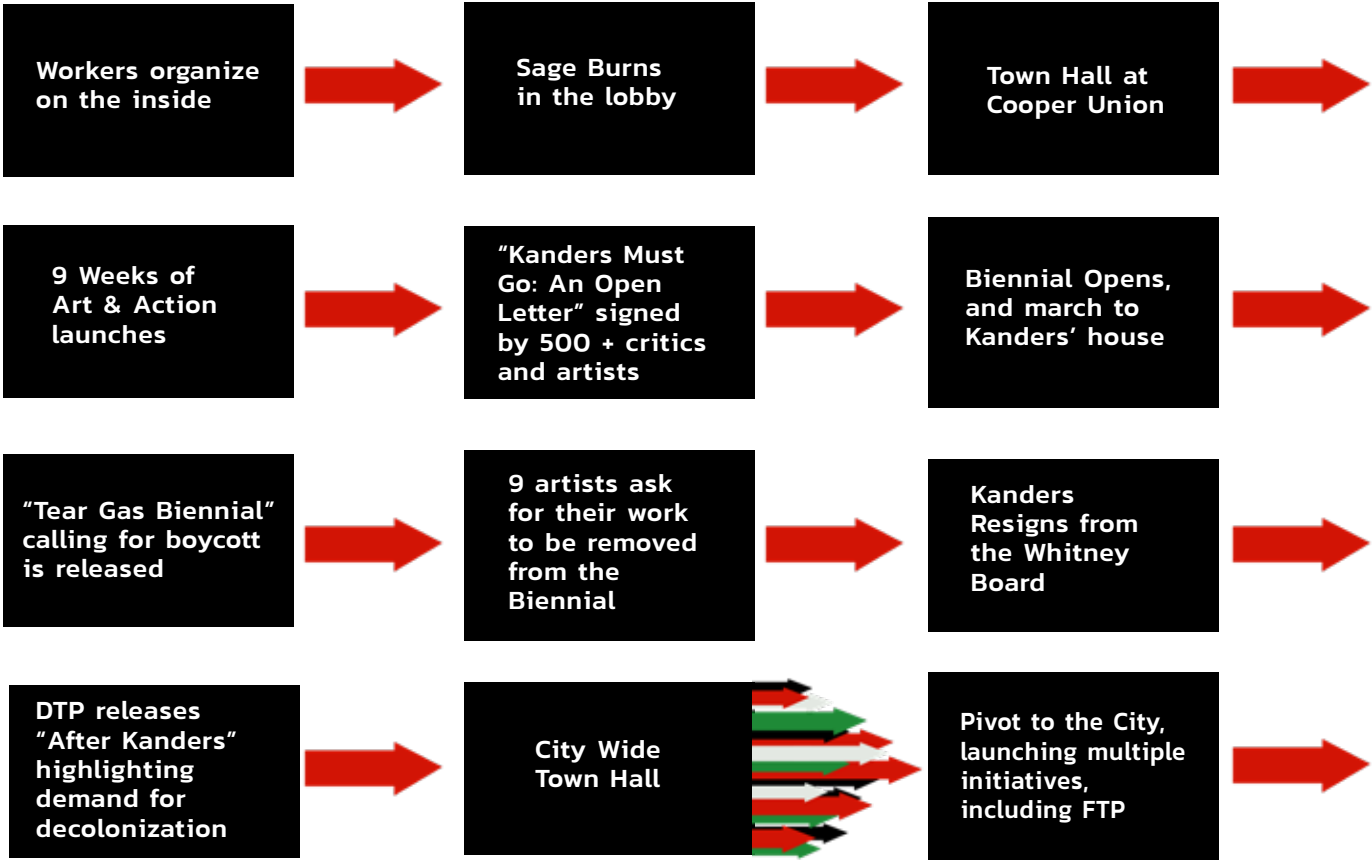 Workers organize
on the inside
Sage Burns
in the lobby
Town Hall at
Cooper Union
9 Weeks of
Art & Action
launches
“Kanders Must
Go: An Open
Letter” signed
by 500 + critics
and artists
Biennial Opens,
and march to
Kanders’ house
“Tear Gas Biennial”
calling for boycott
is released
9 artists ask
for their work
to be removed
from the
Biennial
Kanders
Resigns from
the Whitney
Board
DTP releases
“After Kanders”
highlighting
demand for
decolonization
City Wide
Town Hall
Pivot to the City,
launching multiple
initiatives,
including FTP